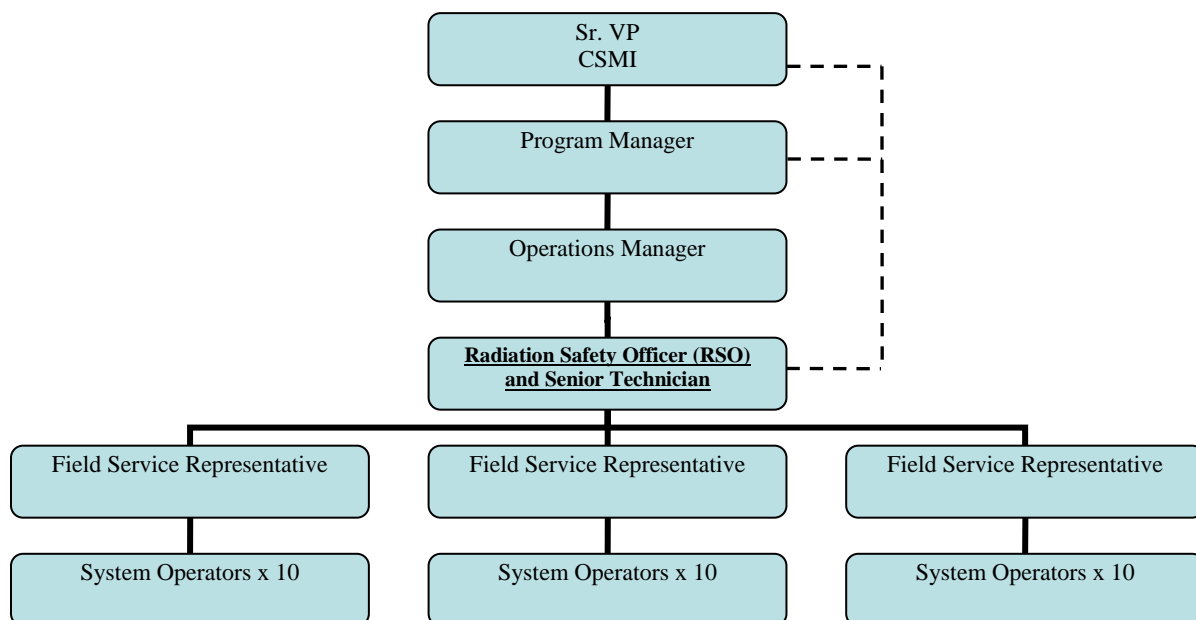 Sr. VP
CSMI
Program Manager
Operations Manager
Radiation Safety Officer (RSO)
and Senior Technician
Field Service Representative
Field Service Representative
Field Service Representative
System Operators x 10
System Operators x 10
System Operators x 10